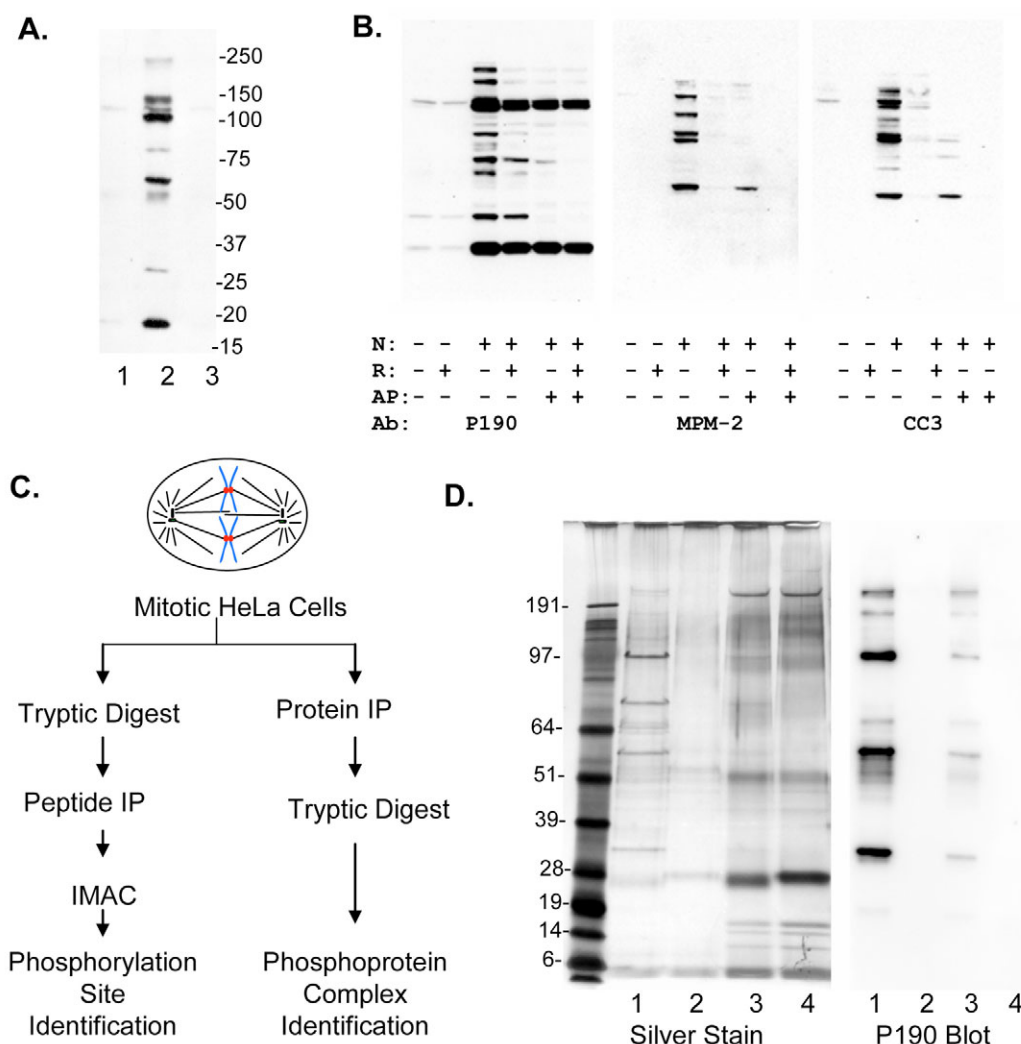 A.
-250
-150
-100
-75
-50
-37
-25
-20
-15
1 2 3
B.
N: - - + + + + - - + + + + - - + + + +
R: - + - + - + - + - + - + - + - + - +
AP: - - - - + + - - - - + + - - - - + +
Ab: P190 MPM-2 CC3
C.
Mitotic HeLa Cells
Tryptic Digest
Protein IP
Peptide IP
Tryptic Digest
IMAC
Phosphorylation
Site
Identification
Phosphoprotein
Complex
Identification
D.
191-
97-
64-
51-
39-
28-
19-
14-
6-
1 2 3 4
Silver Stain
1 2 3 4
P190 Blot